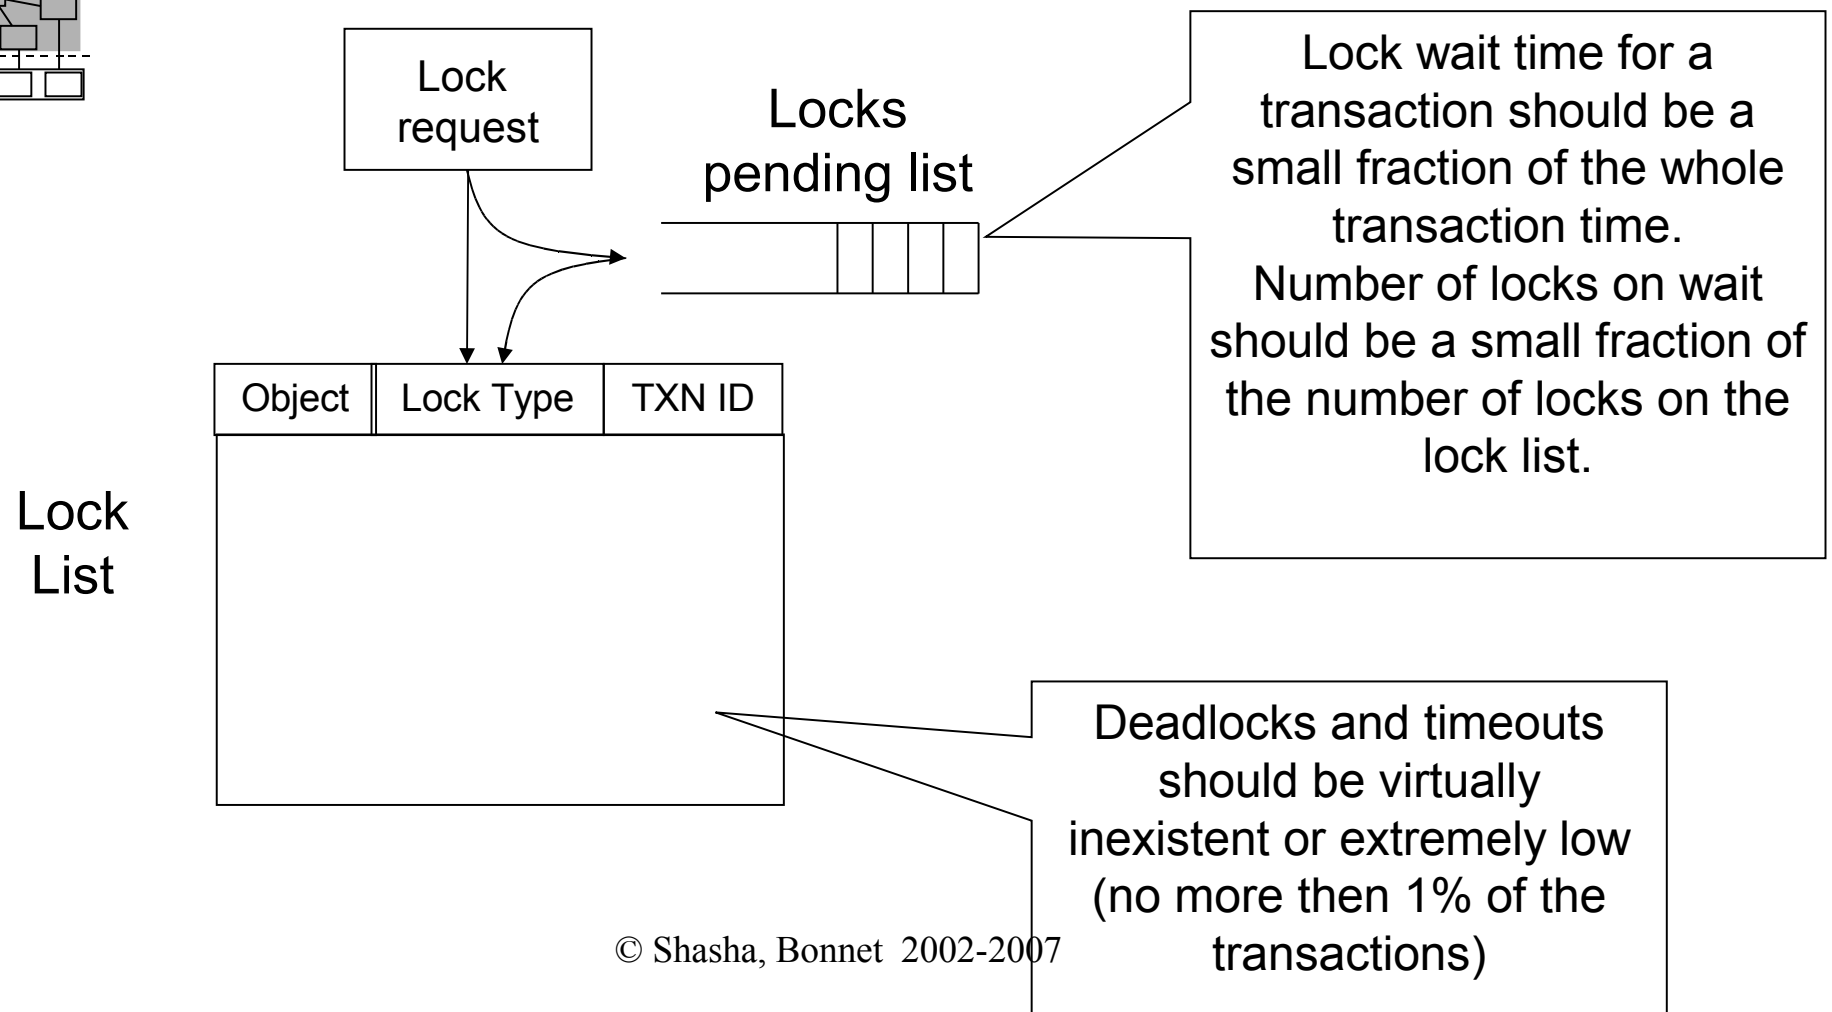 Lock
request
Locks
pending list
Lock wait time for a
transaction should be a
small fraction of the whole
transaction time.
Number of locks on wait
should be a small fraction of
the number of locks on the
lock list.
Object
Lock Type
TXN ID
Lock
List
Deadlocks and timeouts
should be virtually
inexistent or extremely low
(no more then 1% of the
transactions)
© Shasha, Bonnet 2002-2007